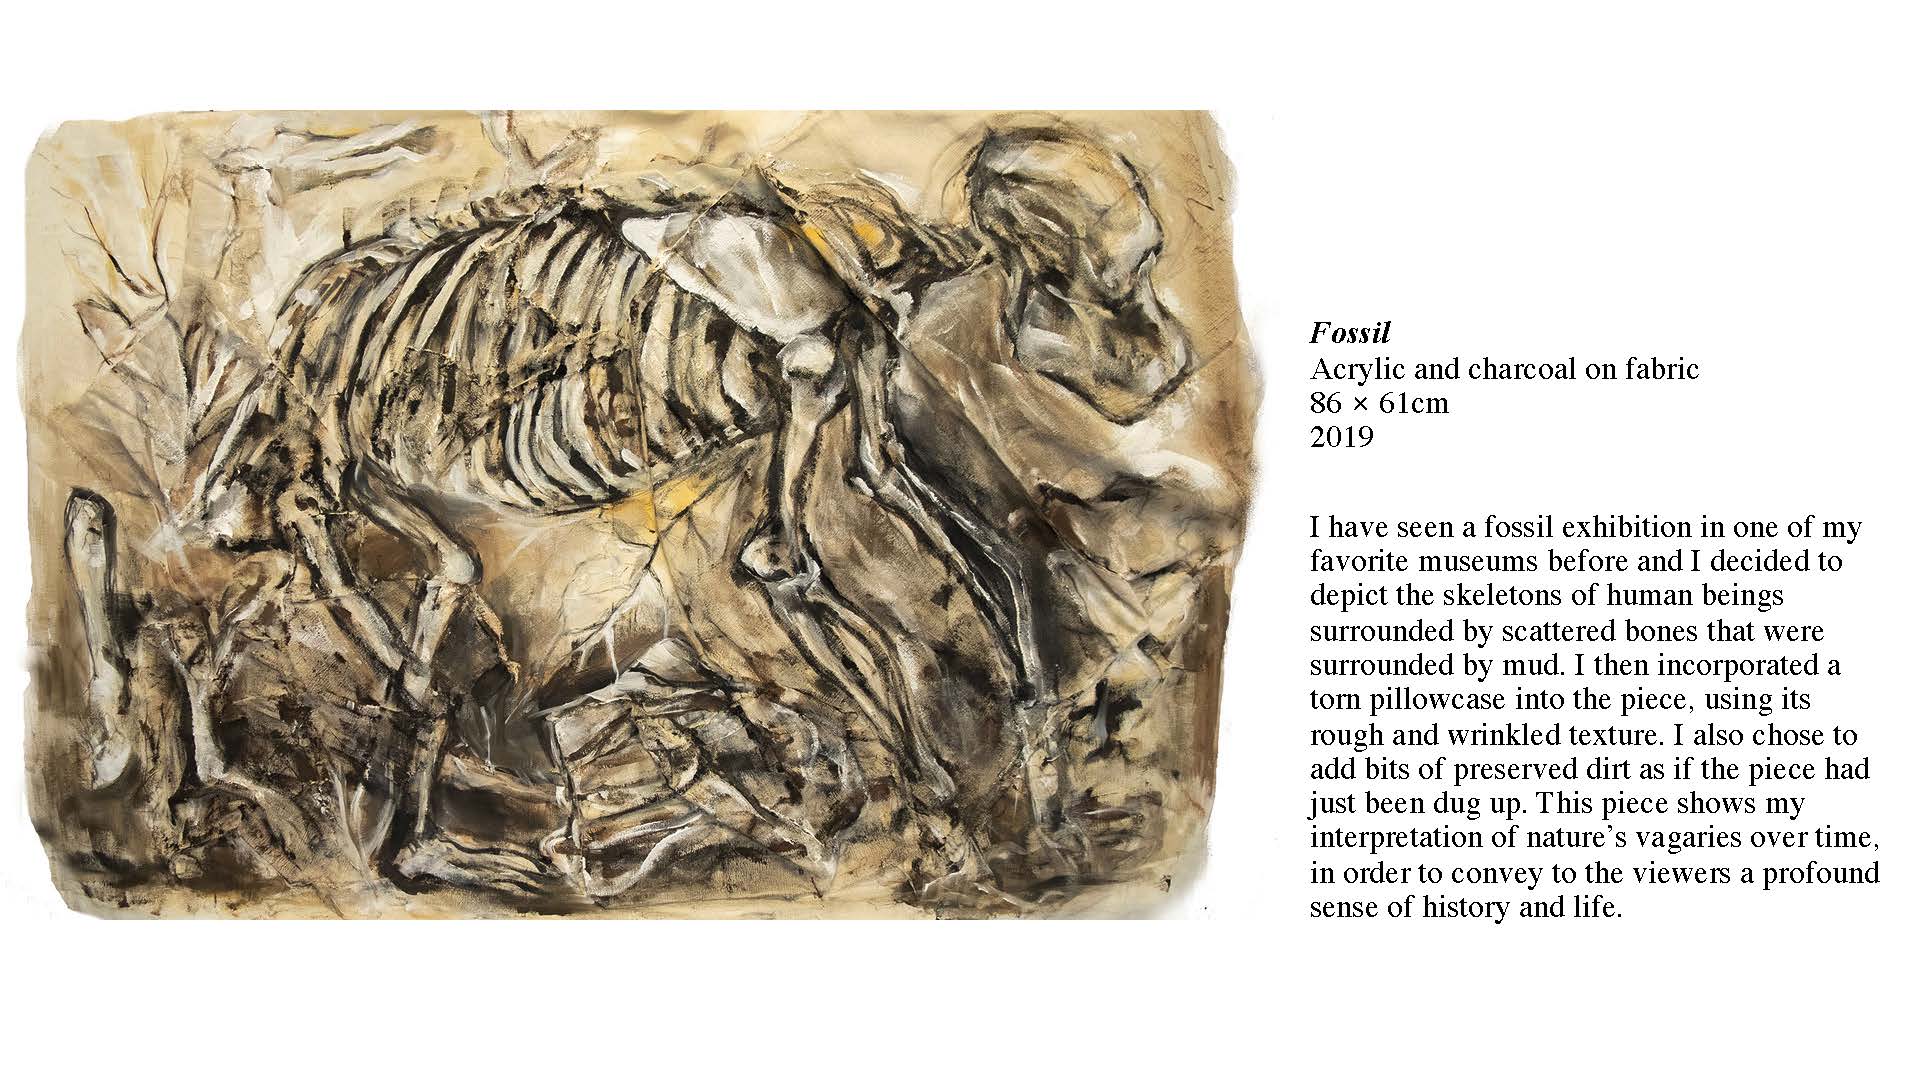 Fossil
Acrylic and charcoal on fabric
86 × 61cm
2019
I have seen a fossil exhibition in one of my
favorite museums before and I decided to
depict the skeletons of human beings
surrounded by scattered bones that were
surrounded by mud. I then incorporated a
torn pillowcase into the piece, using its
rough and wrinkled texture. I also chose to
add bits of preserved dirt as if the piece had
just been dug up. This piece shows my
interpretation of nature’s vagaries over time,
in order to convey to the viewers a profound
sense of history and life.